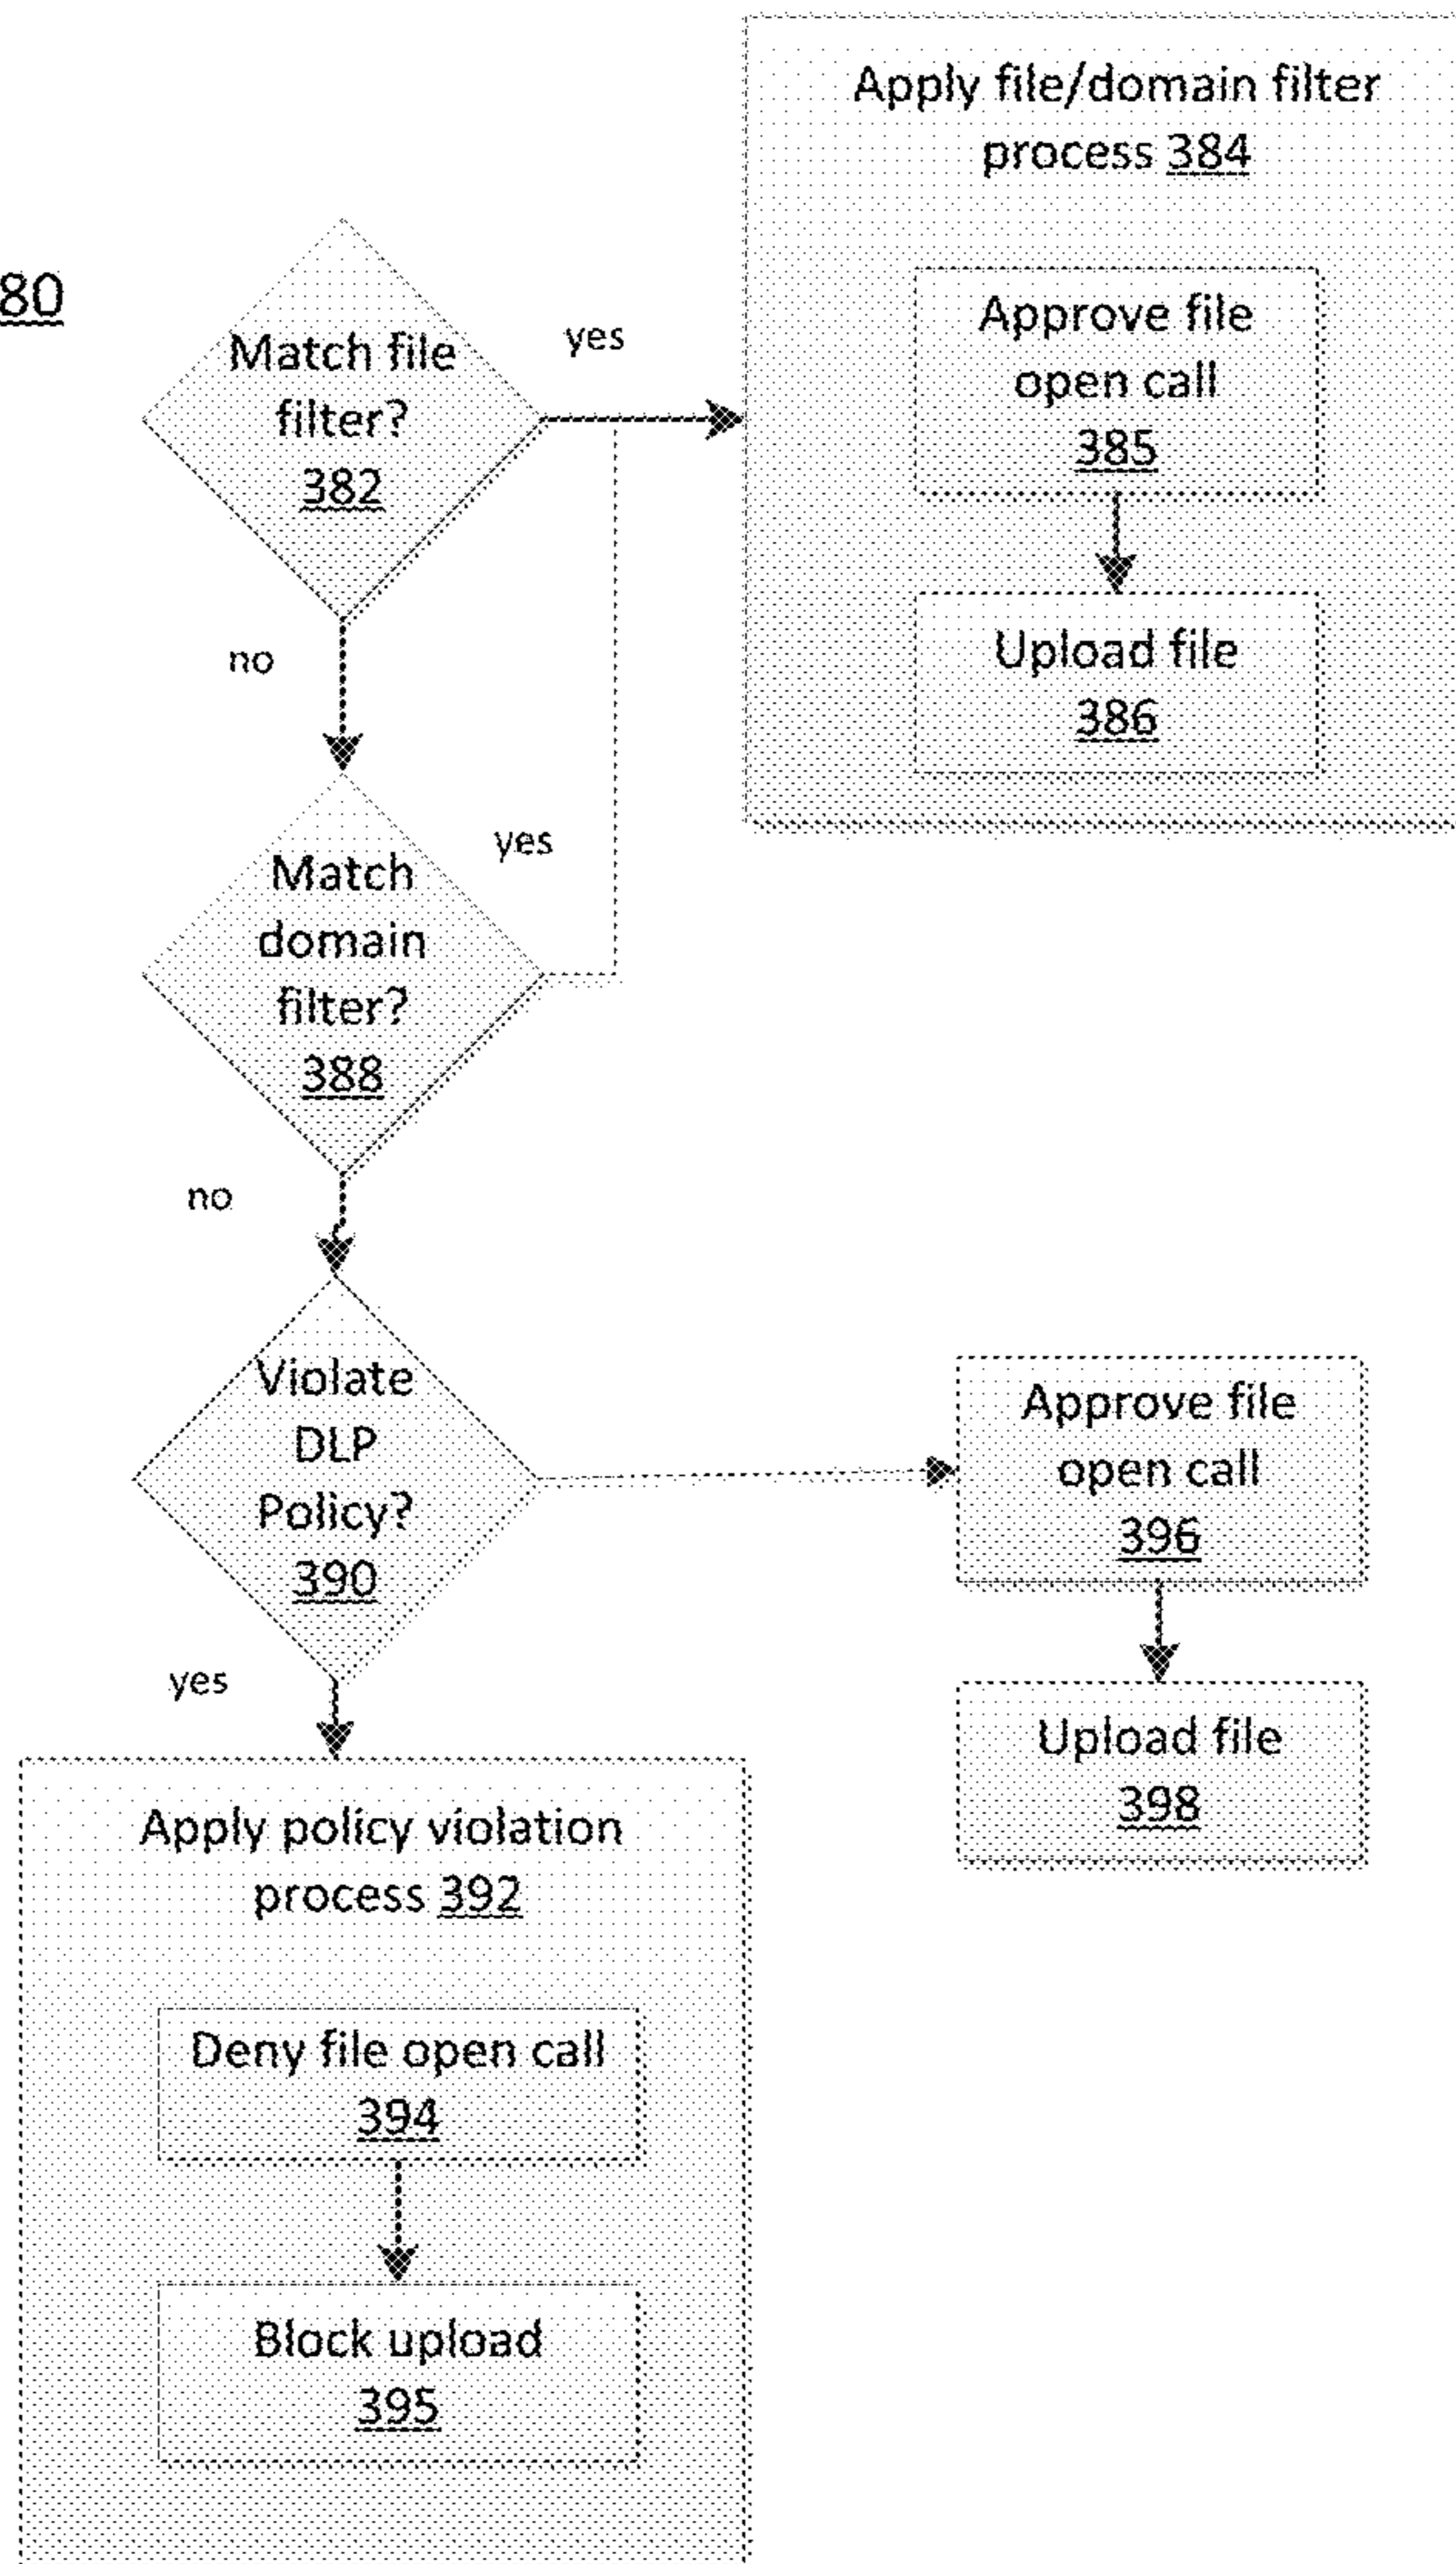 80
Match file
filter?
382
yes
no
Apply file/domain filter
process 384
Approve file
open call
385
Upload file
386
Match
domain
filter?
388
yes
no
Violate
DLP
Policy?
390
yes
Approve file
open call
396
Upload file
398
Apply policy violation
process 392
Deny file open call
394
Block upload
395